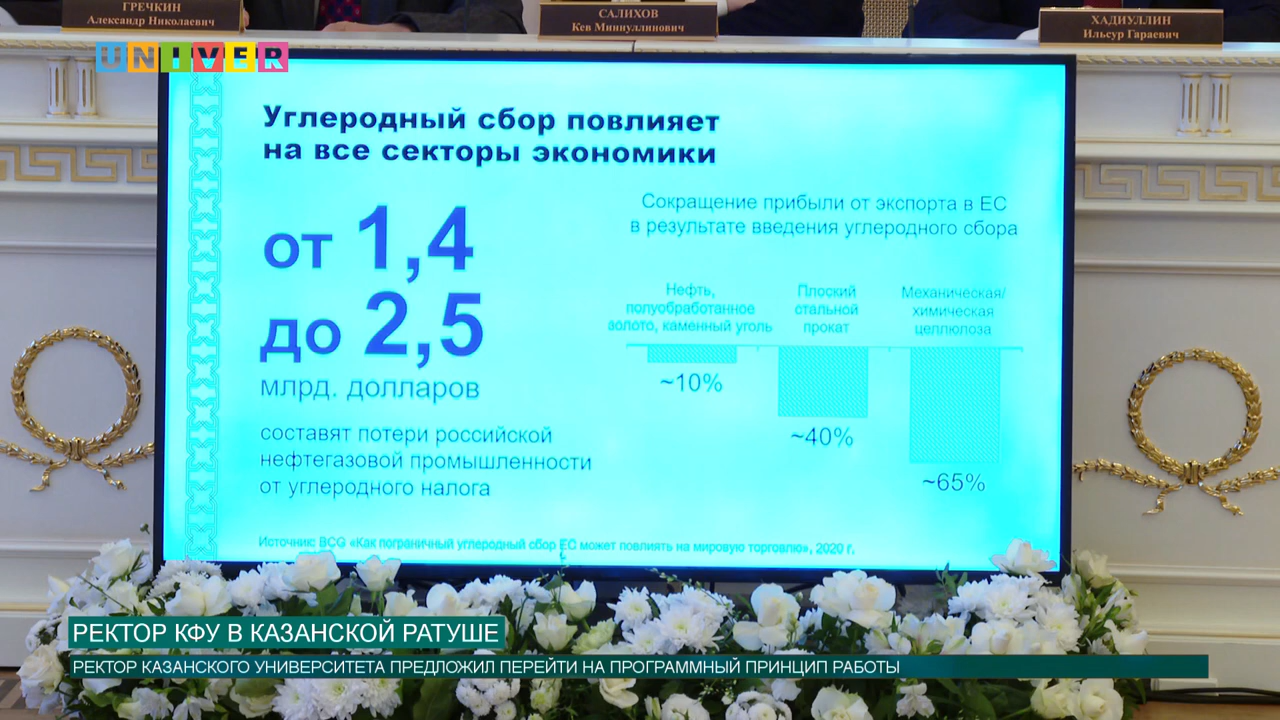 ГРЕЧКИН
Александр Николаевич
САЛИХОВ
Кев Миннуллинович
ХАДИУЛЛИН
Ильсур Гараевич
UNIVER
Углеродный сбор повлияет
на все секторы экономики
от 1,4
до 2,5
млрд. долларов
составят потери российской
нефтегазовой промышленности
от углеродного налога
Сокращение прибыли от экспорта в ЕС
в результате введения углеродного сбора
Нефть,
полуобработанное
золото, каменный уголь
Плоский
стальной
прокат
Механическая/
химическая
целлюлоза
~10%
~40%
~65%
Источник: BCG «Как пограничный углеродный сбор ЕС может повлиять на мировую торговлю», 2020 г.
РЕКТОР КФУ В КАЗАНСКОЙ РАТУШЕ
РЕКТОР КАЗАНСКОГО УНИВЕРСИТЕТА ПРЕДЛОЖИЛ ПЕРЕЙТИ НА ПРОГРАММНЫЙ ПРИНЦИП РАБОТЫ